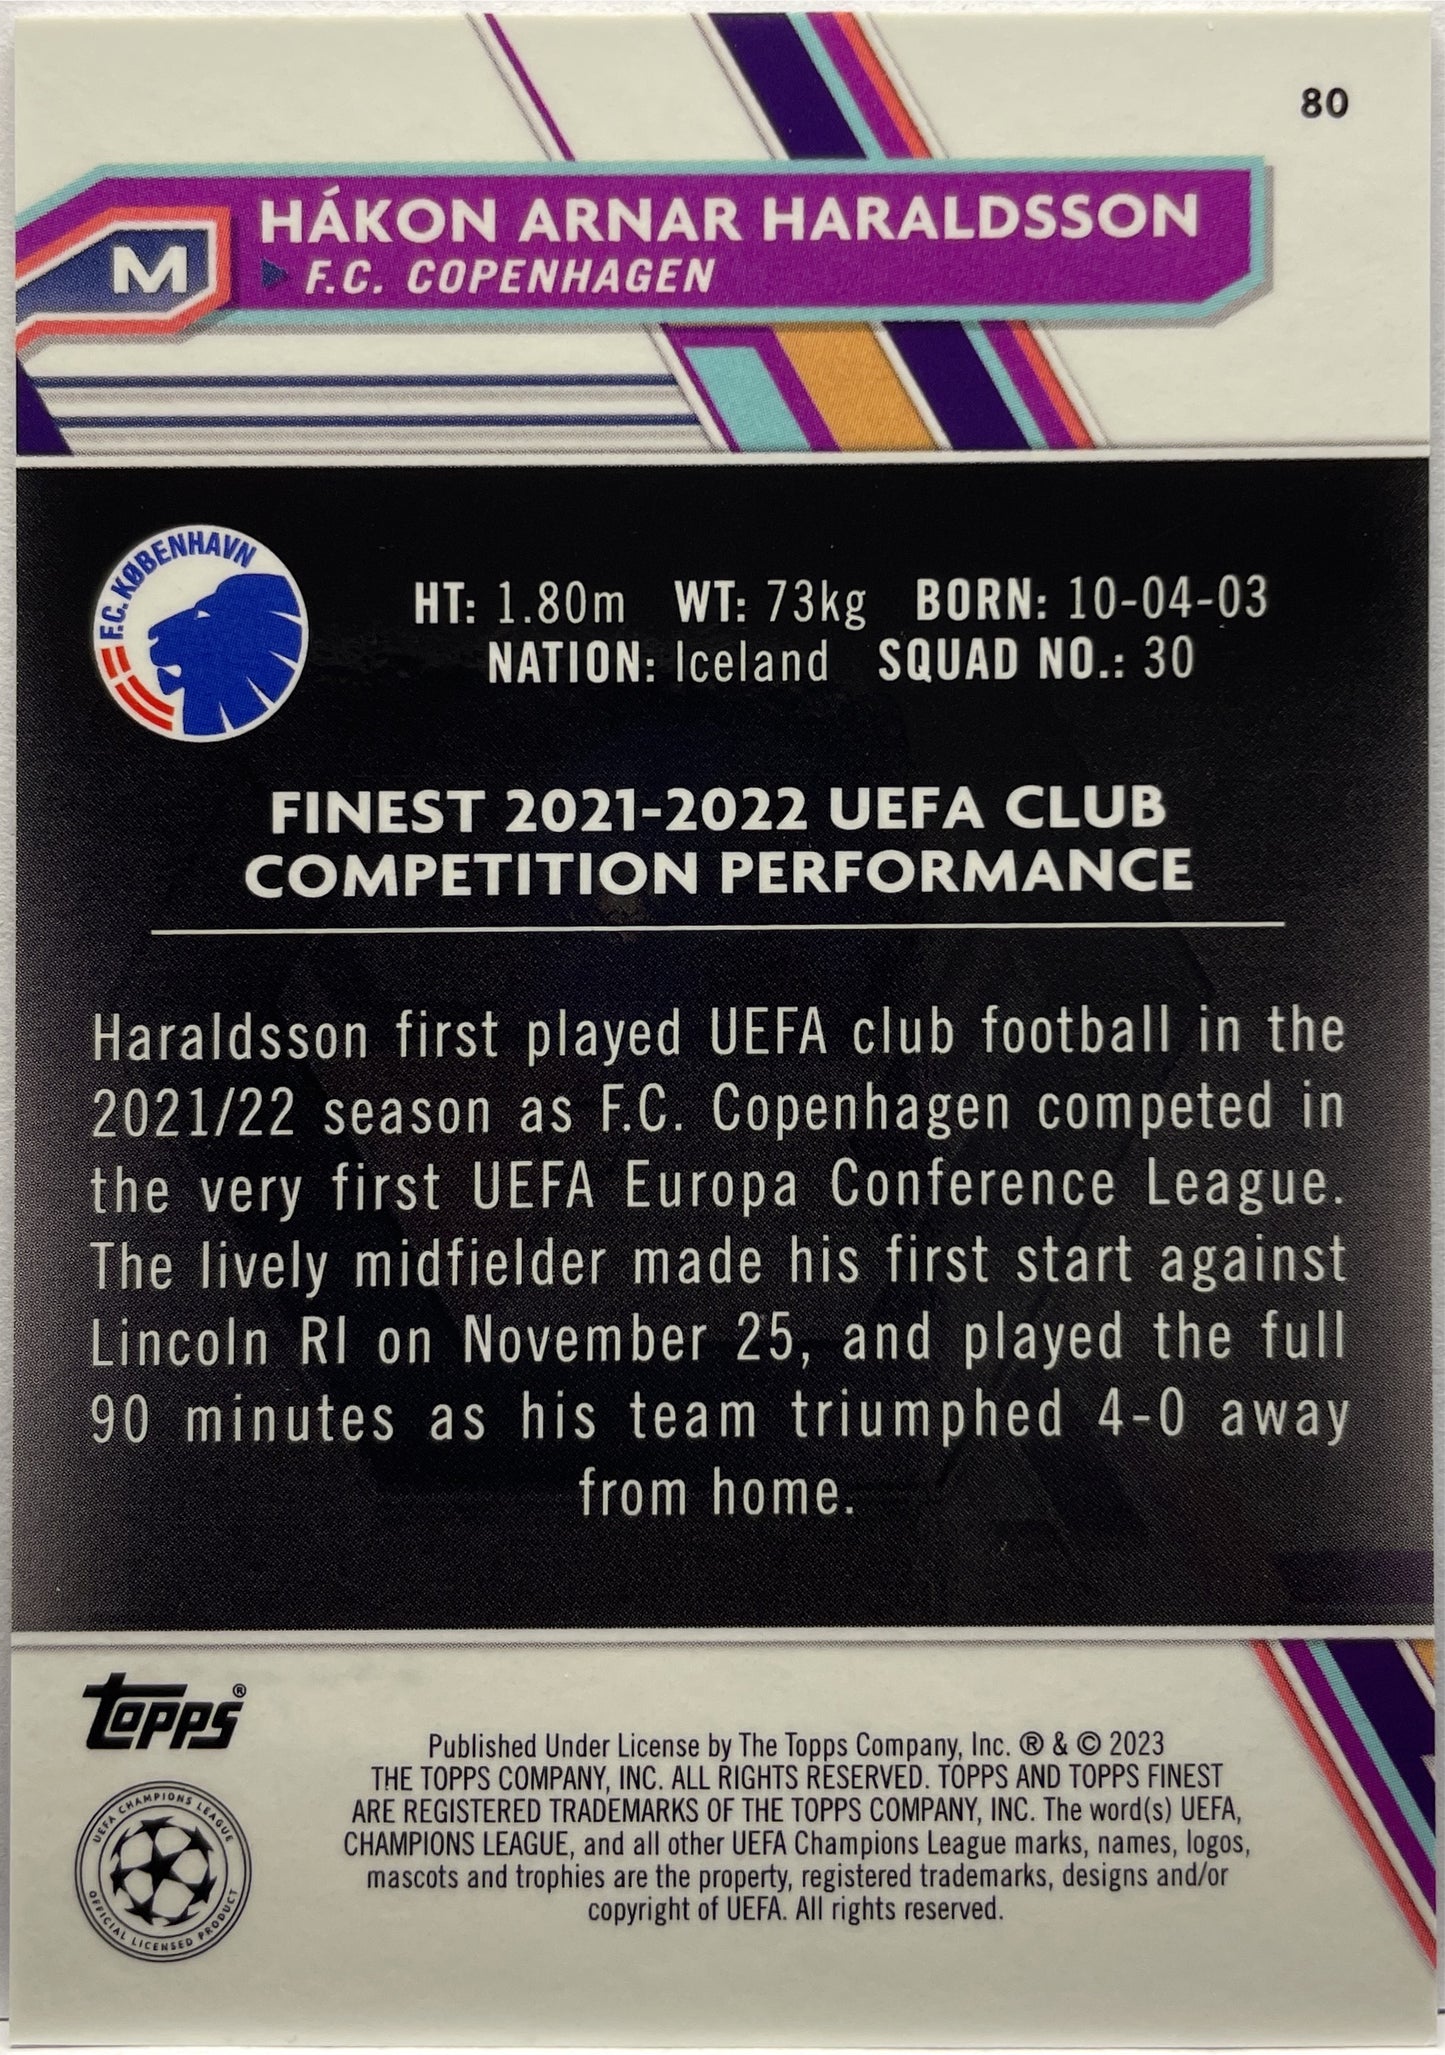 80
HÁKON ARNAR HARALDSSON
M
F.C. COPENHAGEN
F.C. KØBENHAVN
HT: 1.80m WT: 73kg BORN: 10-04-03
NATION: Iceland SQUAD NO.: 30
FINEST 2021-2022 UEFA CLUB
COMPETITION PERFORMANCE
Haraldsson first played UEFA club football in the
2021/22 season as F.C. Copenhagen competed in
the very first UEFA Europa Conference League.
The lively midfielder made his first start against
Lincoln RI on November 25, and played the full
90 minutes as his team triumphed 4-0 away
from home.
TOPPS®
Published Under License by The Topps Company, Inc. ® & © 2023
THE TOPPS COMPANY, INC. ALL RIGHTS RESERVED. TOPPS AND TOPPS FINEST
ARE REGISTERED TRADEMARKS OF THE TOPPS COMPANY, INC. The word(s) UEFA,
CHAMPIONS LEAGUE, and all other UEFA Champions League marks, names, logos,
mascots and trophies are the property, registered trademarks, designs and/or
copyright of UEFA. All rights reserved.
UEFA CHAMPIONS LEAGUE
OFFICIAL LICENSED PRODUCT